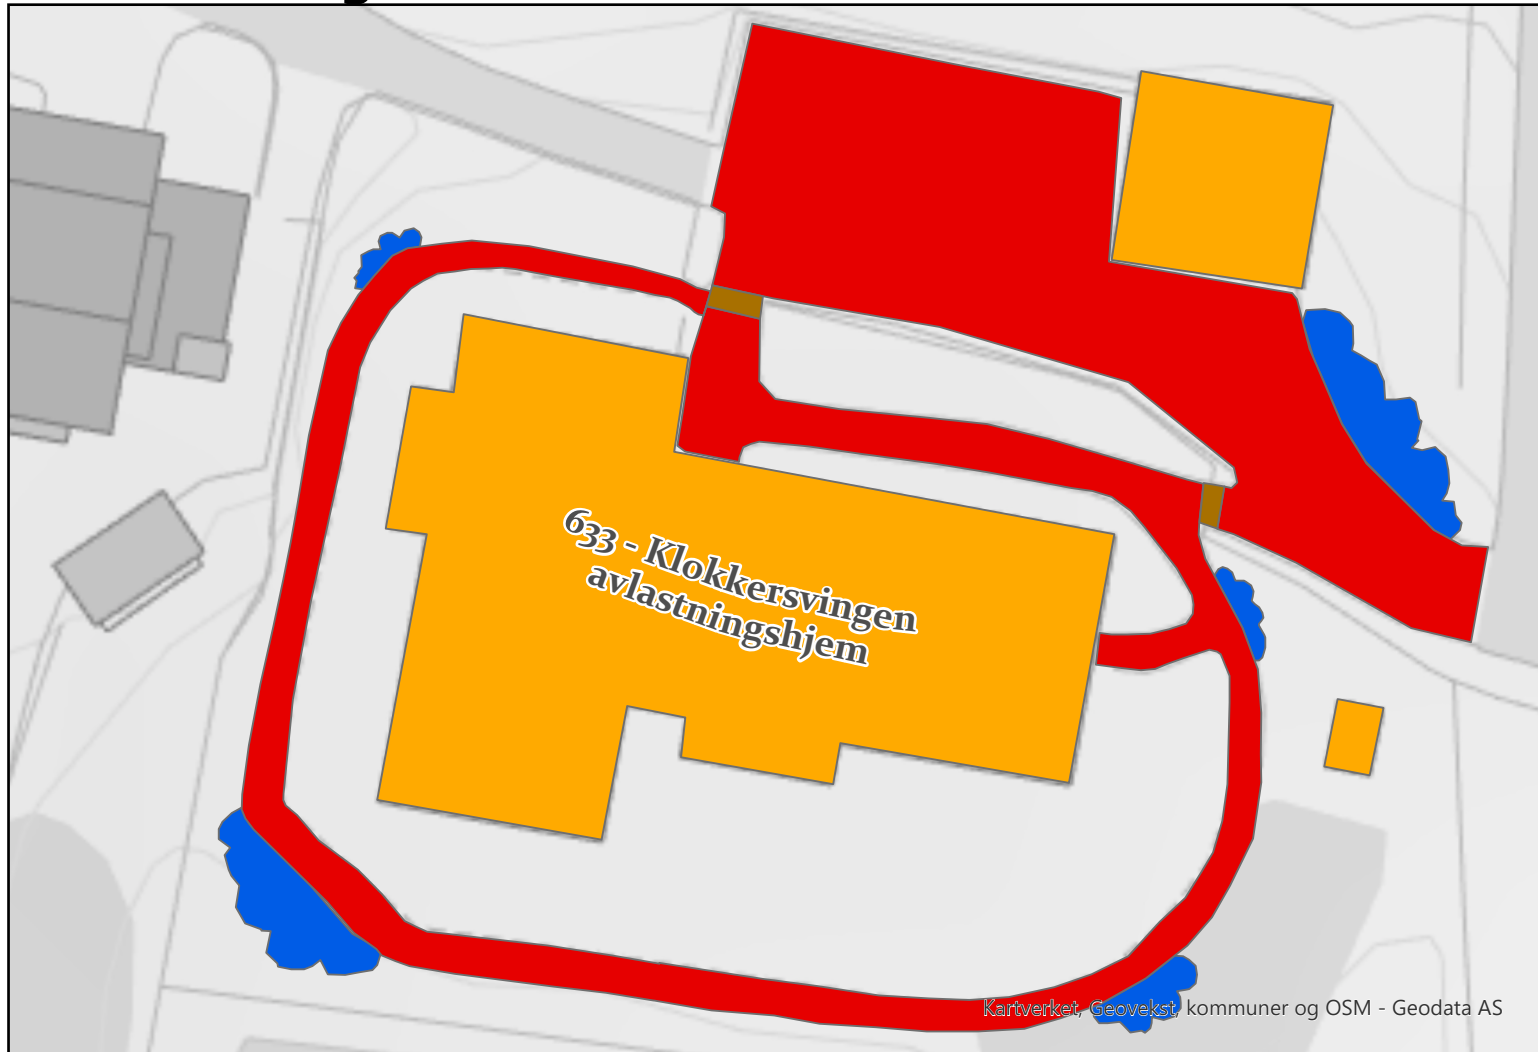 633 - Klokkersvingen
avlastningshjem
Kartverket, Geovekst, kommuner og OSM - Geodata AS